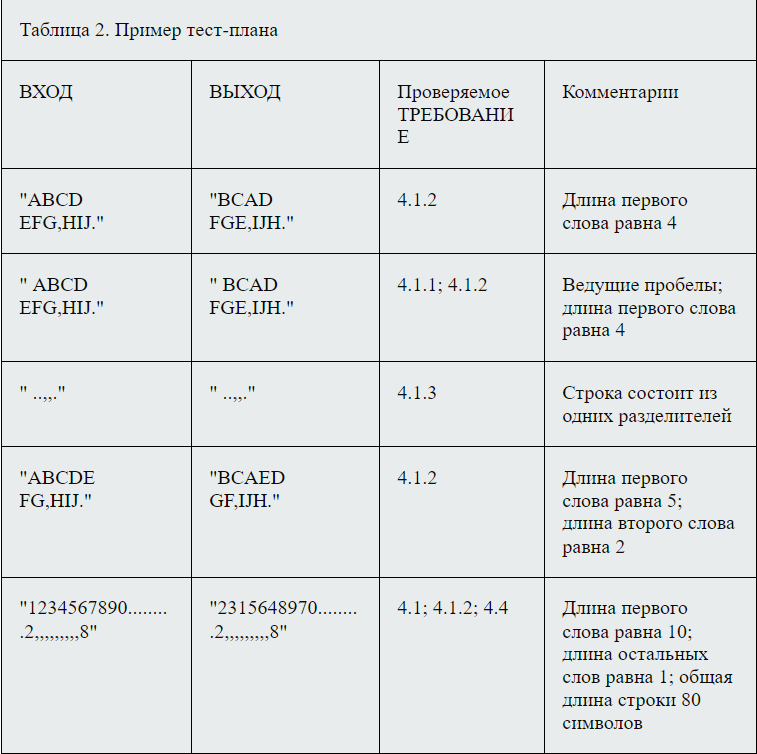 Таблица 2. Пример тест-плана
ВХОД
ВЫХОД
Проверяемое
ТРЕБОВАНИ
Е
Комментарии
"ABCD
EFG,HIJ."
"BCAD
FGE,IJH."
4.1.2
Длина первого
слова равна 4
" ABCD
EFG,HIJ."
" BCAD
FGE,IJH."
4.1.1; 4.1.2
Ведущие пробелы;
длина первого слова
равна 4
" ..,,."
" ..,,."
4.1.3
Строка состоит из
одних разделителей
"ABCDE
FG,HIJ."
"BCAED
GF,IJH."
4.1.2
Длина первого
слова равна 5;
длина второго слова
равна 2
"1234567890........
.2,,,,,,,,,8"
"2315648970........
.2,,,,,,,,,8"
4.1; 4.1.2; 4.4
Длина первого
слова равна 10;
длина остальных
слов равна 1; общая
длина строки 80
символов